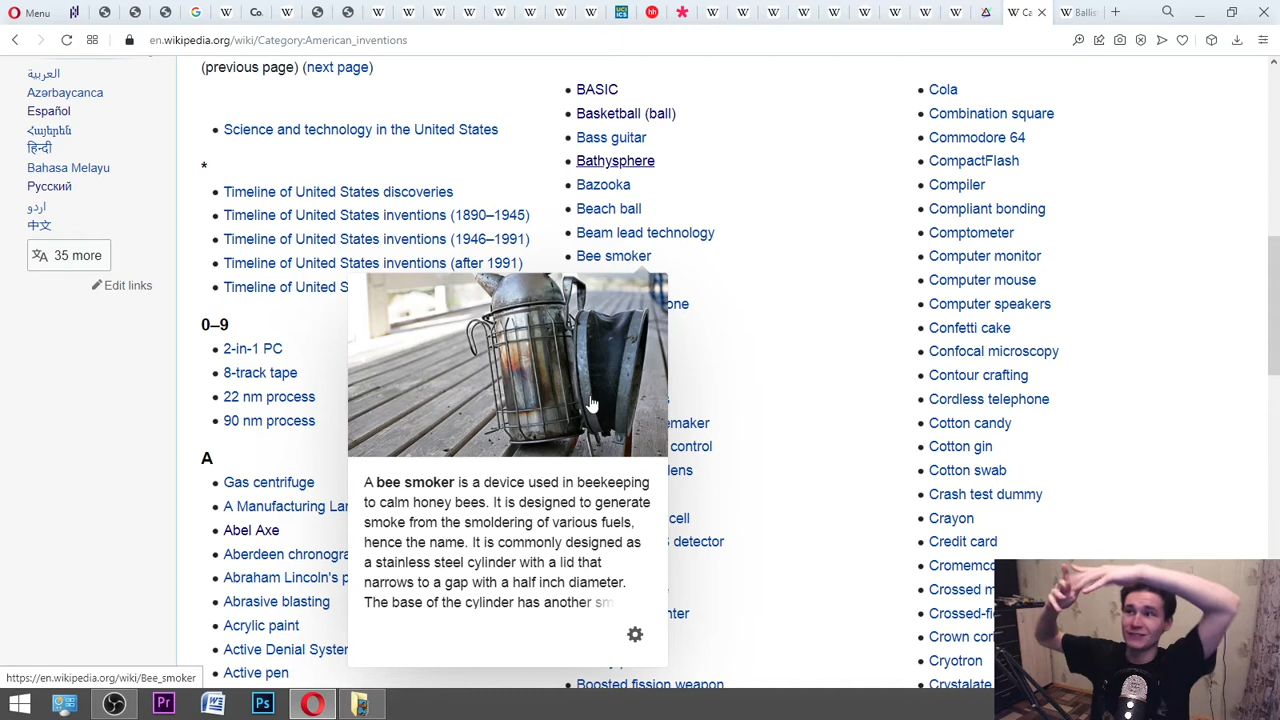 Menu
Co.
Ca
Ballis
en.wikipedia.org/wiki/Category:American_inventions
العربية
Azərbaycanca
Español
Հայերեն
हिन्दी
Bahasa Melayu
Русский
اردو
中文
35 more
Edit links
(previous page) (next page)
Science and technology in the United States
*
Timeline of United States discoveries
Timeline of United States inventions (1890–1945)
Timeline of United States inventions (1946–1991)
Timeline of United States inventions (after 1991)
Timeline of United S
0–9
2-in-1 PC
8-track tape
22 nm process
90 nm process
A
Gas centrifuge
A Manufacturing Lan
Abel Axe
Aberdeen chronogra
Abraham Lincoln's p
Abrasive blasting
Acrylic paint
Active Denial System
Active pen
BASIC
Basketball (ball)
Bass guitar
Bathysphere
Bazooka
Beach ball
Beam lead technology
Bee smoker
one
emaker
control
lens
cell
detector
nter
Boosted fission weapon
A bee smoker is a device used in beekeeping
to calm honey bees. It is designed to generate
smoke from the smoldering of various fuels,
hence the name. It is commonly designed as
a stainless steel cylinder with a lid that
narrows to a gap with a half inch diameter.
The base of the cylinder has another sm
Cola
Combination square
Commodore 64
CompactFlash
Compiler
Compliant bonding
Comptometer
Computer monitor
Computer mouse
Computer speakers
Confetti cake
Confocal microscopy
Contour crafting
Cordless telephone
Cotton candy
Cotton gin
Cotton swab
Crash test dummy
Crayon
Credit card
Cromemc
Crossed m
Crossed-fi
Crown cor
Cryotron
Crystalate
https://en.wikipedia.org/wiki/Bee_smoker